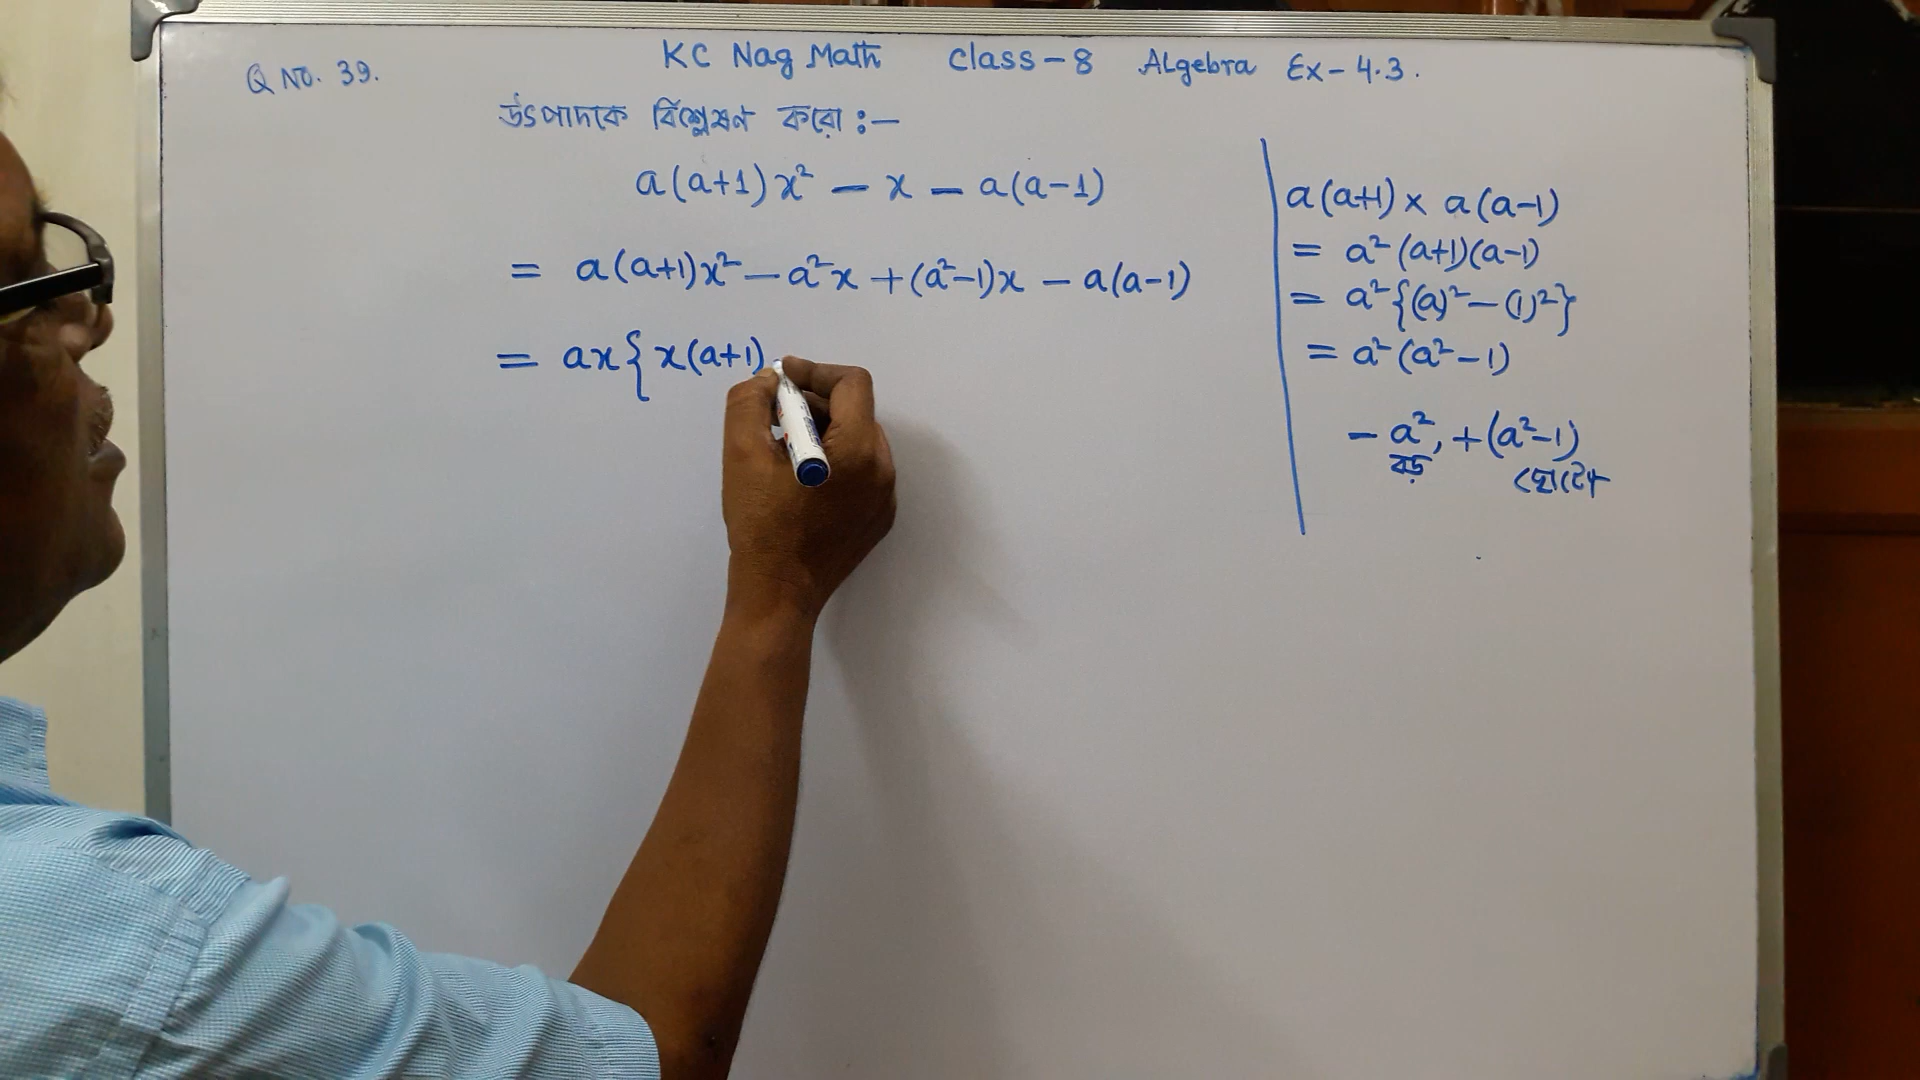 Q No. 39.
KC Nag Math Class-8 Algebra Ex-4.3.
উৎপাদকে বিশ্লেষণ করো :—
a(a+1)x² - x - a(a-1)
= a(a+1)x² - a²x + (a²-1)x - a(a-1)
= ax{x(a+1)
a(a+1) × a(a-1)
= a²(a+1)(a-1)
= a²{(a)² - (1)²}
= a²(a²-1)
- a², + (a²-1)
বড় ছোট